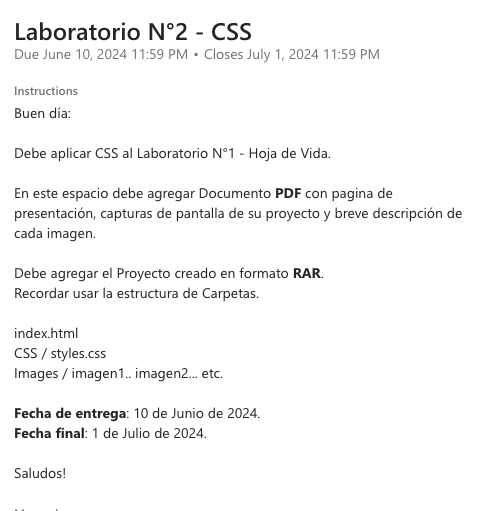 Laboratorio N°2 - CSS
Due June 10, 2024 11:59 PM • Closes July 1, 2024 11:59 PM
Instructions
Buen día:
Debe aplicar CSS al Laboratorio N°1 - Hoja de Vida.
En este espacio debe agregar Documento PDF con pagina de
presentación, capturas de pantalla de su proyecto y breve descripción de
cada imagen.
Debe agregar el Proyecto creado en formato RAR.
Recordar usar la estructura de Carpetas.
index.html
CSS / styles.css
Images / imagen1.. imagen2... etc.
Fecha de entrega: 10 de Junio de 2024.
Fecha final: 1 de Julio de 2024.
Saludos!